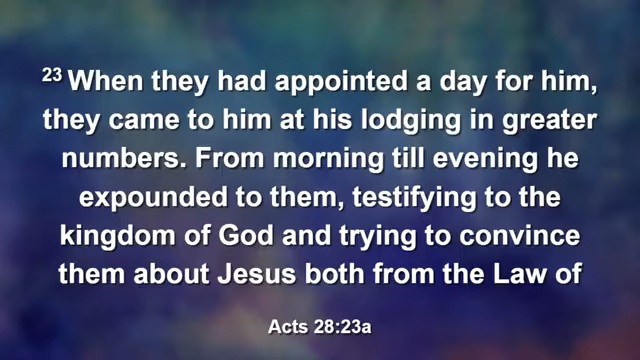 23 When they had appointed a day for him,
they came to him at his lodging in greater
numbers. From morning till evening he
expounded to them, testifying to the
kingdom of God and trying to convince
them about Jesus both from the Law of
Acts 28:23a